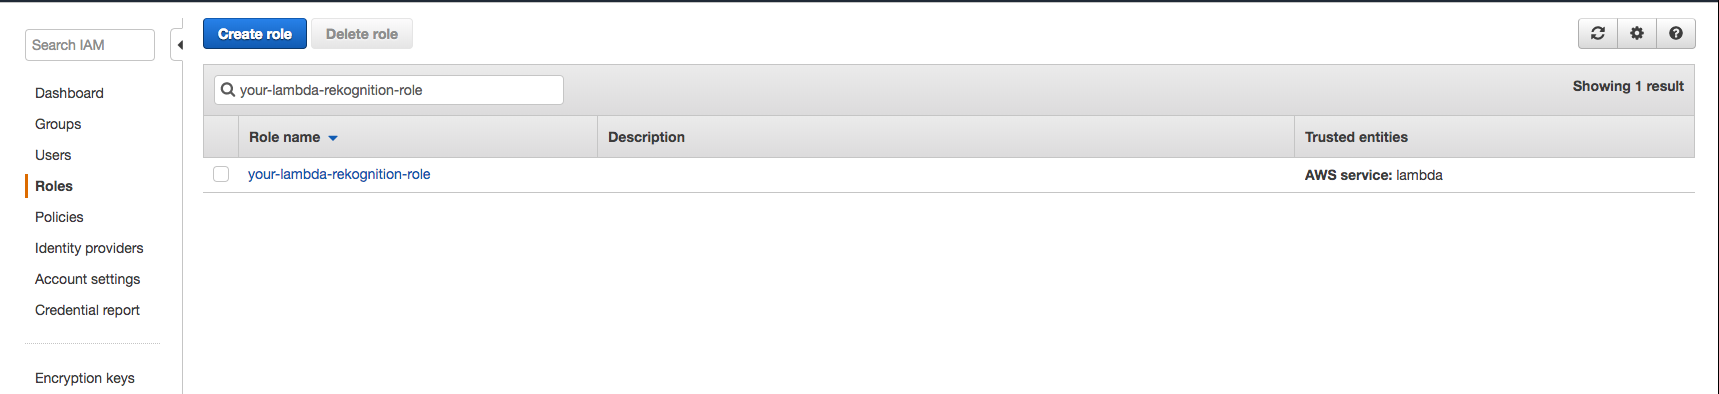 Search IAM
Dashboard
Groups
Users
Roles
Policies
Identity providers
Account settings
Credential report
Encryption keys
Create role Delete role
your-lambda-rekognition-role Showing 1 result
Role name Description Trusted entities
your-lambda-rekognition-role AWS service: lambda